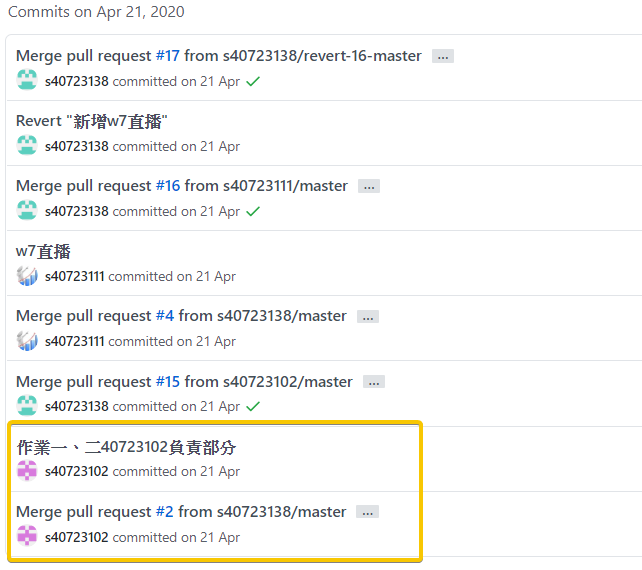 Commits on Apr 21, 2020
Merge pull request #17 from s40723138/revert-16-master ...
s40723138 committed on 21 Apr
Revert "新增w7直播"
s40723138 committed on 21 Apr
Merge pull request #16 from s40723111/master ...
s40723138 committed on 21 Apr
w7直播
s40723111 committed on 21 Apr
Merge pull request #4 from s40723138/master ...
s40723111 committed on 21 Apr
Merge pull request #15 from s40723102/master ...
s40723138 committed on 21 Apr
作業一、二40723102負責部分
s40723102 committed on 21 Apr
Merge pull request #2 from s40723138/master ...
s40723102 committed on 21 Apr